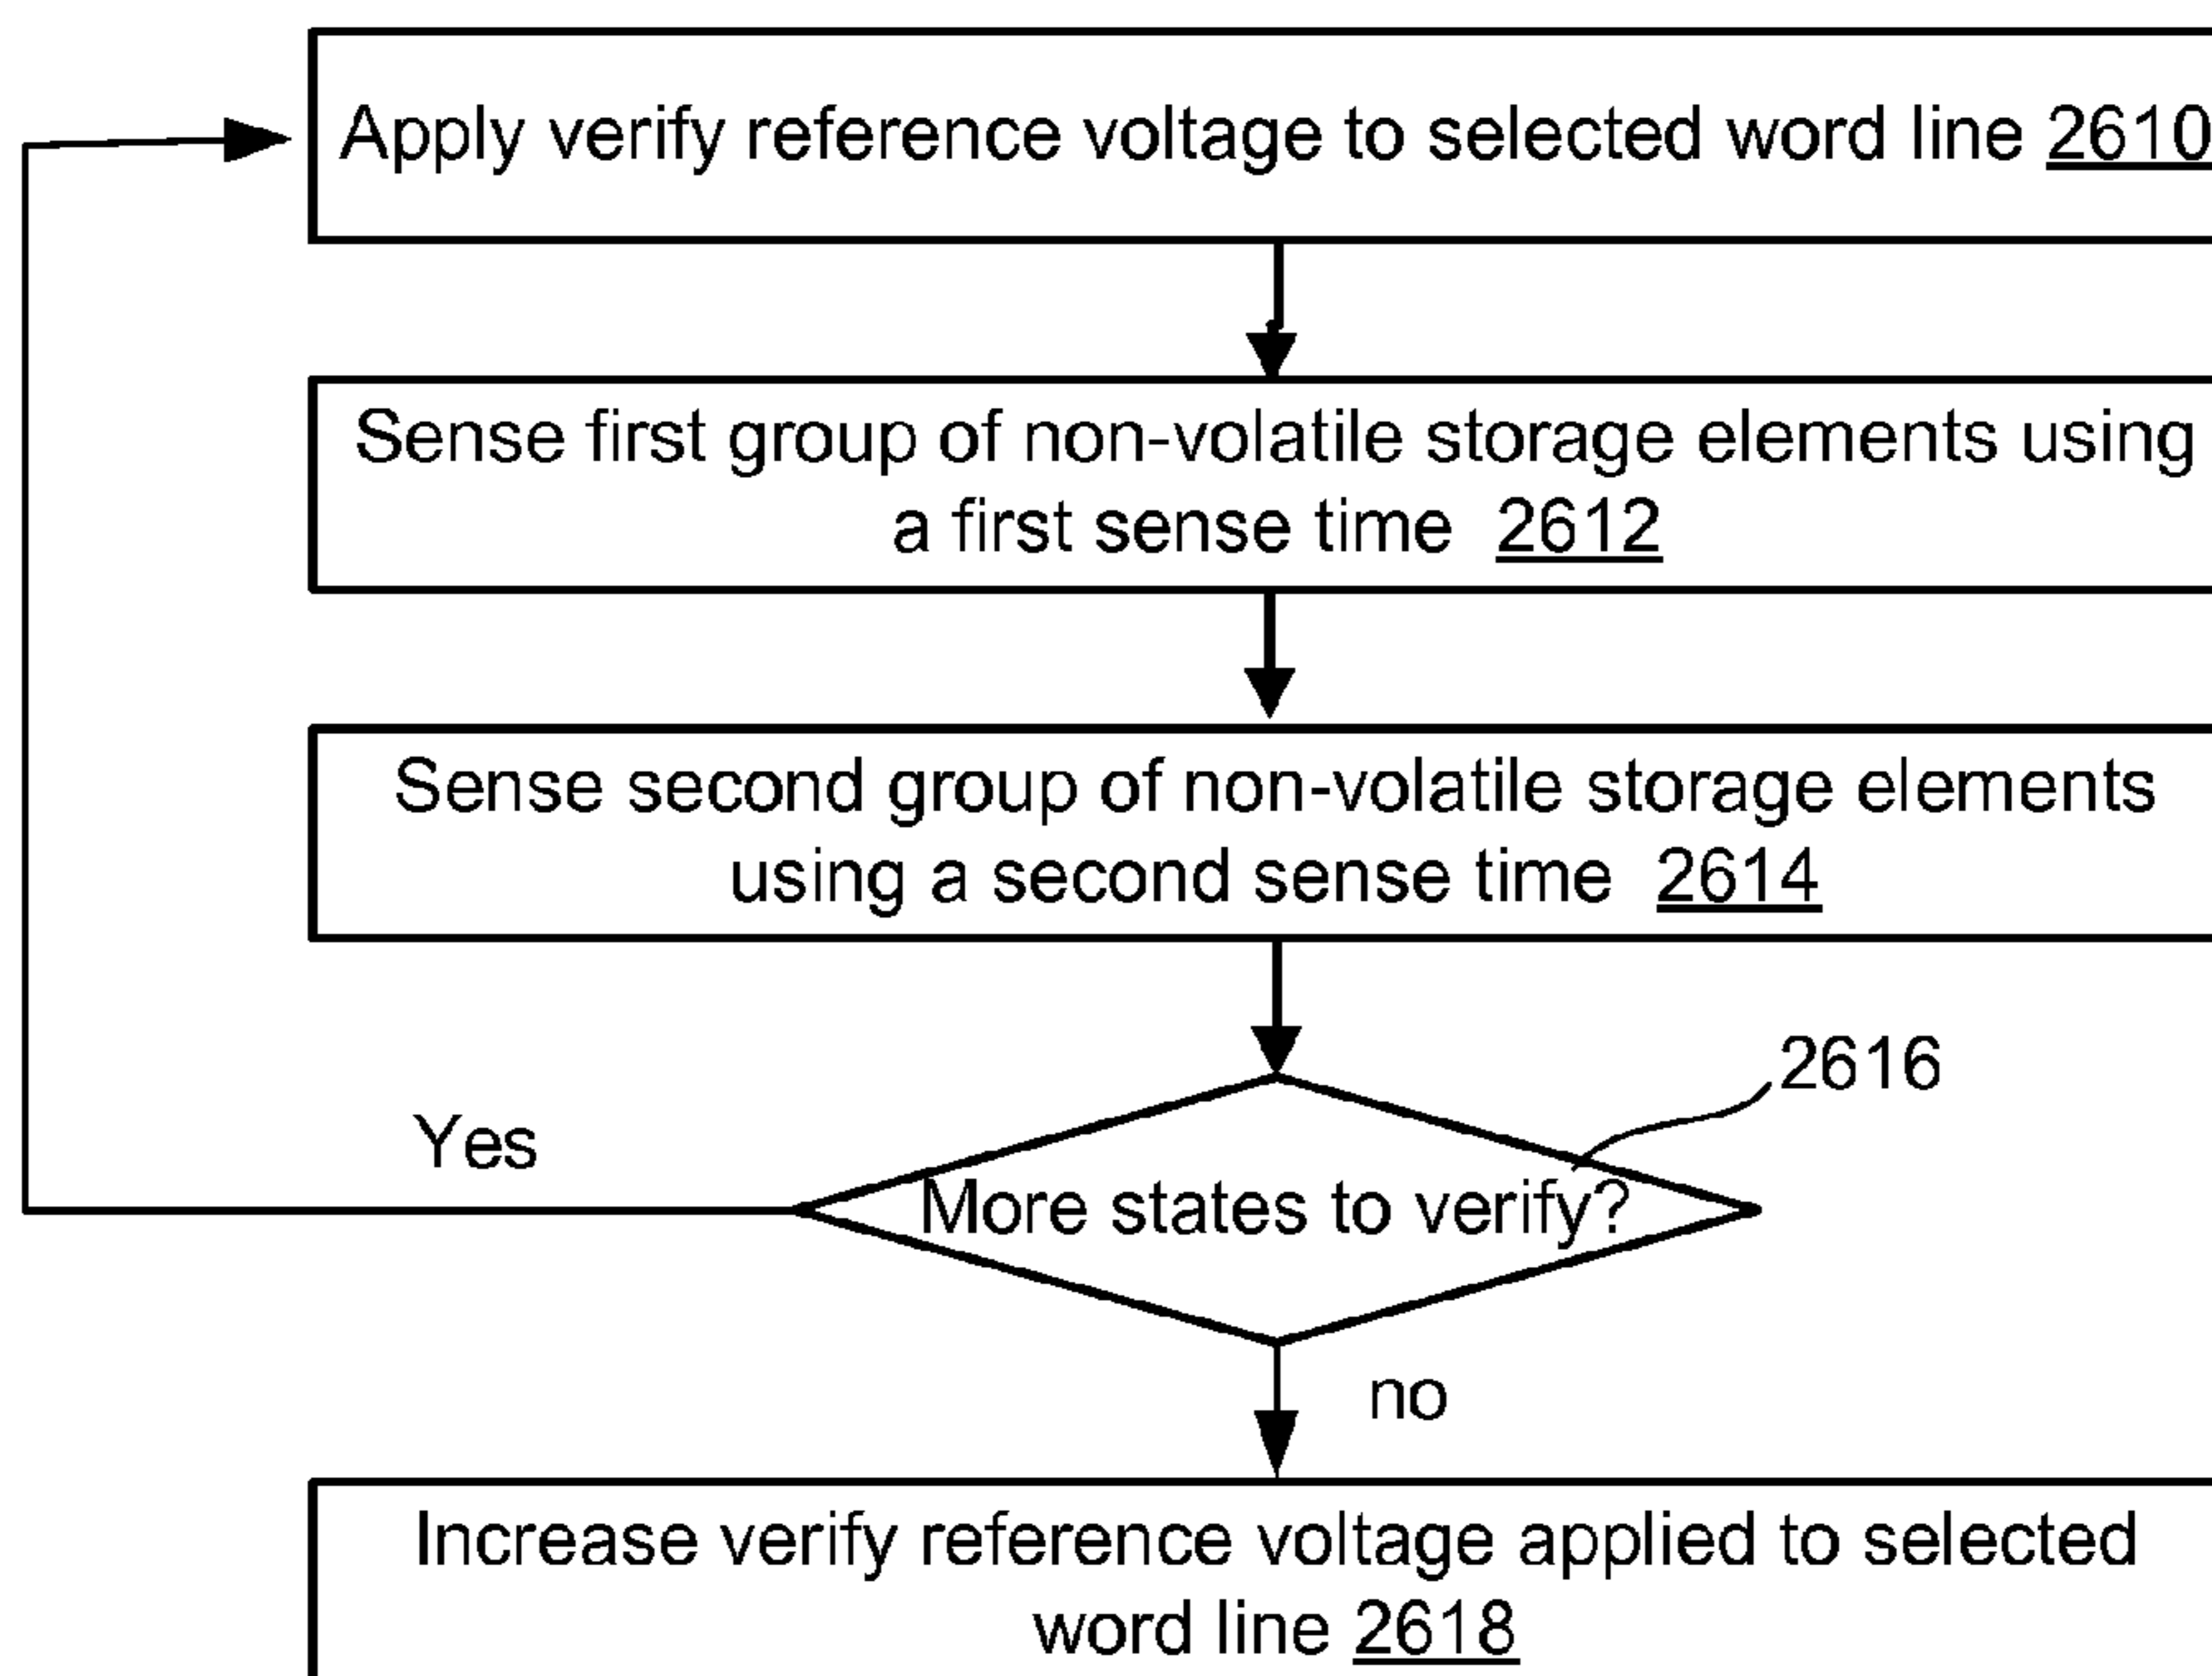 Apply verify reference voltage to selected word line 2610
Sense first group of non-volatile storage elements using
a first sense time 2612
Sense second group of non-volatile storage elements
using a second sense time 2614
2616
Yes
More states to verify?
no
Increase verify reference voltage applied to selected
word line 2618